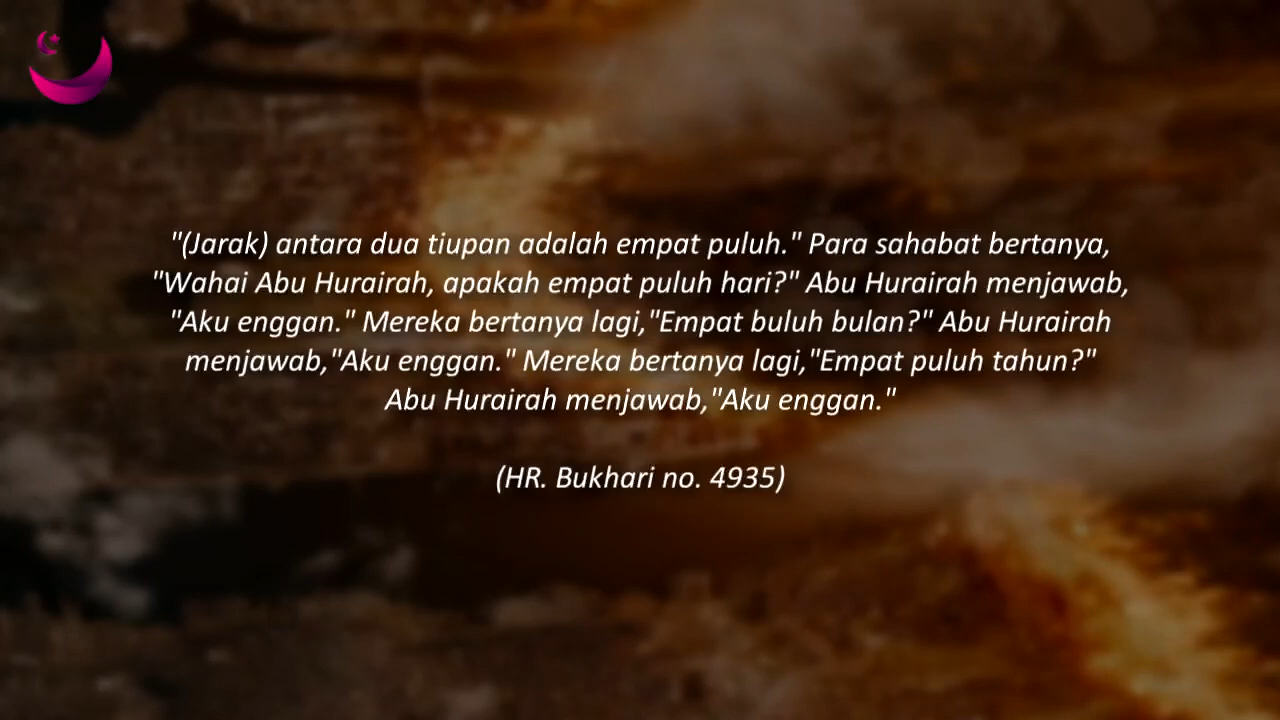 "(Jarak) antara dua tiupan adalah empat puluh." Para sahabat bertanya,
"Wahai Abu Hurairah, apakah empat puluh hari?" Abu Hurairah menjawab,
"Aku enggan." Mereka bertanya lagi,"Empat buluh bulan?" Abu Hurairah
menjawab,"Aku enggan." Mereka bertanya lagi,"Empat puluh tahun?"
Abu Hurairah menjawab,"Aku enggan."
(HR. Bukhari no. 4935)